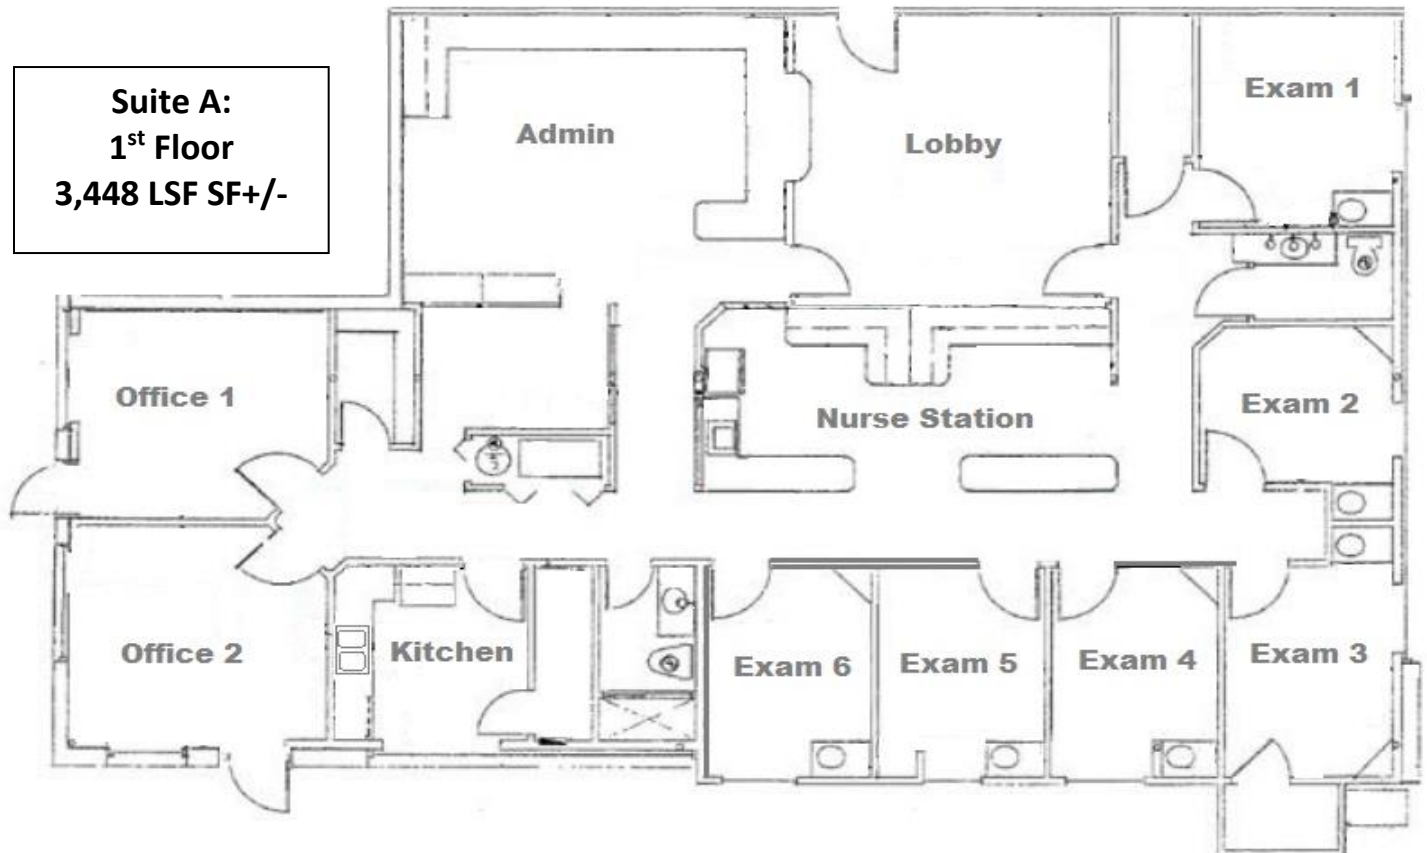 Suite A:
1st Floor
3,448 LSF SF+/-
Admin
Lobby
Exam 1
Office 1
Nurse Station
Exam 2
Office 2
Kitchen
Exam 6
Exam 5
Exam 4
Exam 3